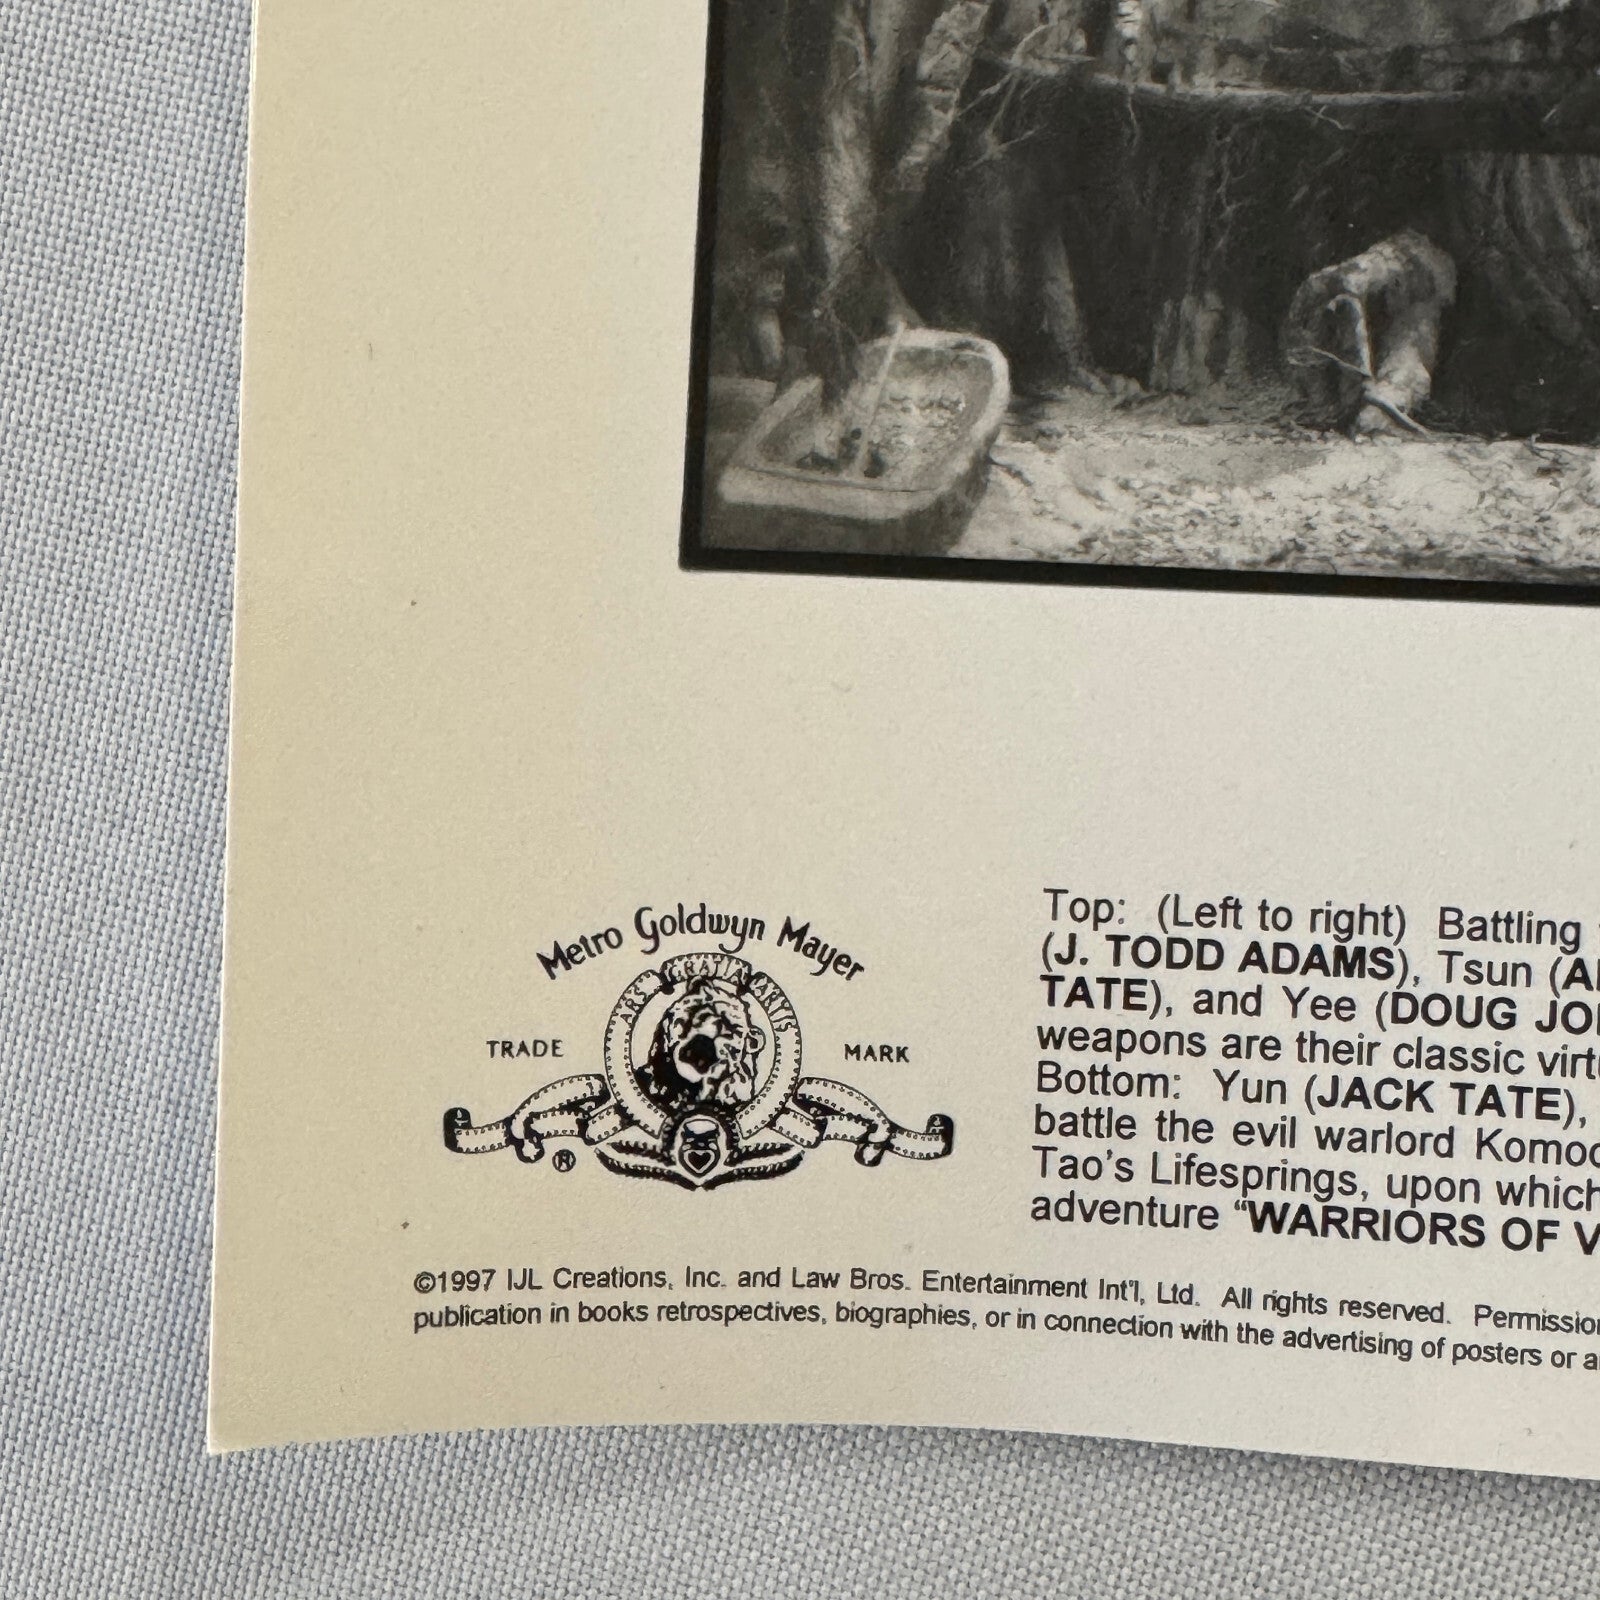 Metro Goldwyn Mayer
ARS GRATIA ARTIS
TRADE MARK
®
Top: (Left to right) Battling
(J. TODD ADAMS), Tsun (
TATE), and Yee (DOUG
weapons are their classic
Bottom: Yun (JACK TATE),
battle the evil warlord
Tao's Lifesprings, upon which
adventure "WARRIORS OF
©1997 IJL Creations, Inc. and Law Bros. Entertainment Int'l, Ltd. All rights reserved. Permission
publication in books retrospectives, biographies, or in connection with the advertising of posters or